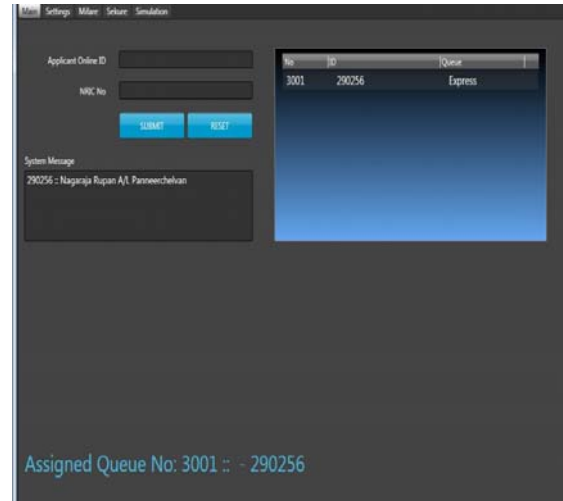 Main Settings Mifare Sekure Simulation
Applicant Online ID
NRIC No
SUBMIT RESET
No ID Queue
3001 290256 Express
System Message
290256 :: Nagaraja Rupan A/L Panneerchelvan
Assigned Queue No: 3001 :: - 290256